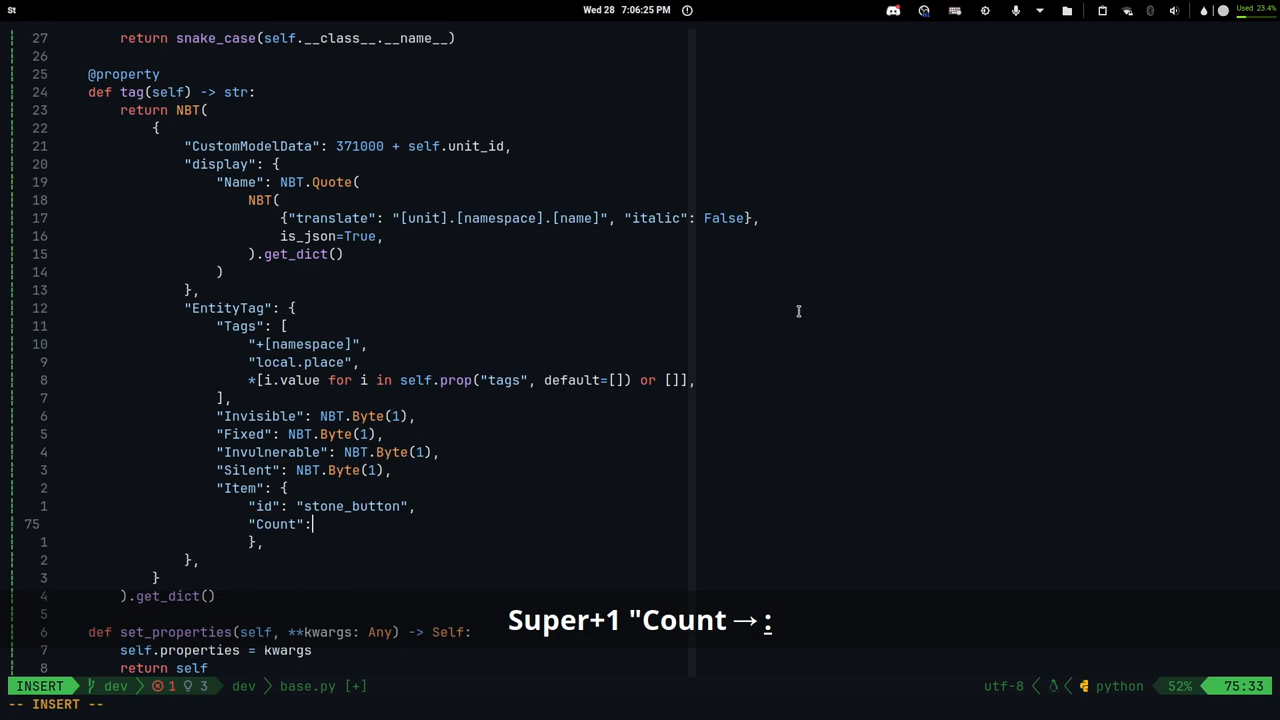 St
Wed 28 7:06:25 PM
Used 23.4%
27 return snake_case(self.__class__.__name__)
26
25 @property
24 def tag(self) -> str:
23 return NBT(
22 {
21 "CustomModelData": 371000 + self.unit_id,
20 "display": {
19 "Name": NBT.Quote(
18 NBT(
17 {"translate": "[unit].[namespace].[name]", "italic": False},
16 is_json=True,
15 ).get_dict()
14 )
13 },
12 "EntityTag": {
11 "Tags": [
10 "+[namespace]",
9 "local.place",
8 *[i.value for i in self.prop("tags", default=[]) or []],
7 ],
6 "Invisible": NBT.Byte(1),
5 "Fixed": NBT.Byte(1),
4 "Invulnerable": NBT.Byte(1),
3 "Silent": NBT.Byte(1),
2 "Item": {
1 "id": "stone_button",
75 "Count":
1 },
2 },
3 }
4 ).get_dict()
5
6 def set_properties(self, **kwargs: Any) -> Self:
7 self.properties = kwargs
8 return self
Super+1 "Count→:
INSERT dev 1 3 dev base.py [+] utf-8 python 52% 75:33
-- INSERT --